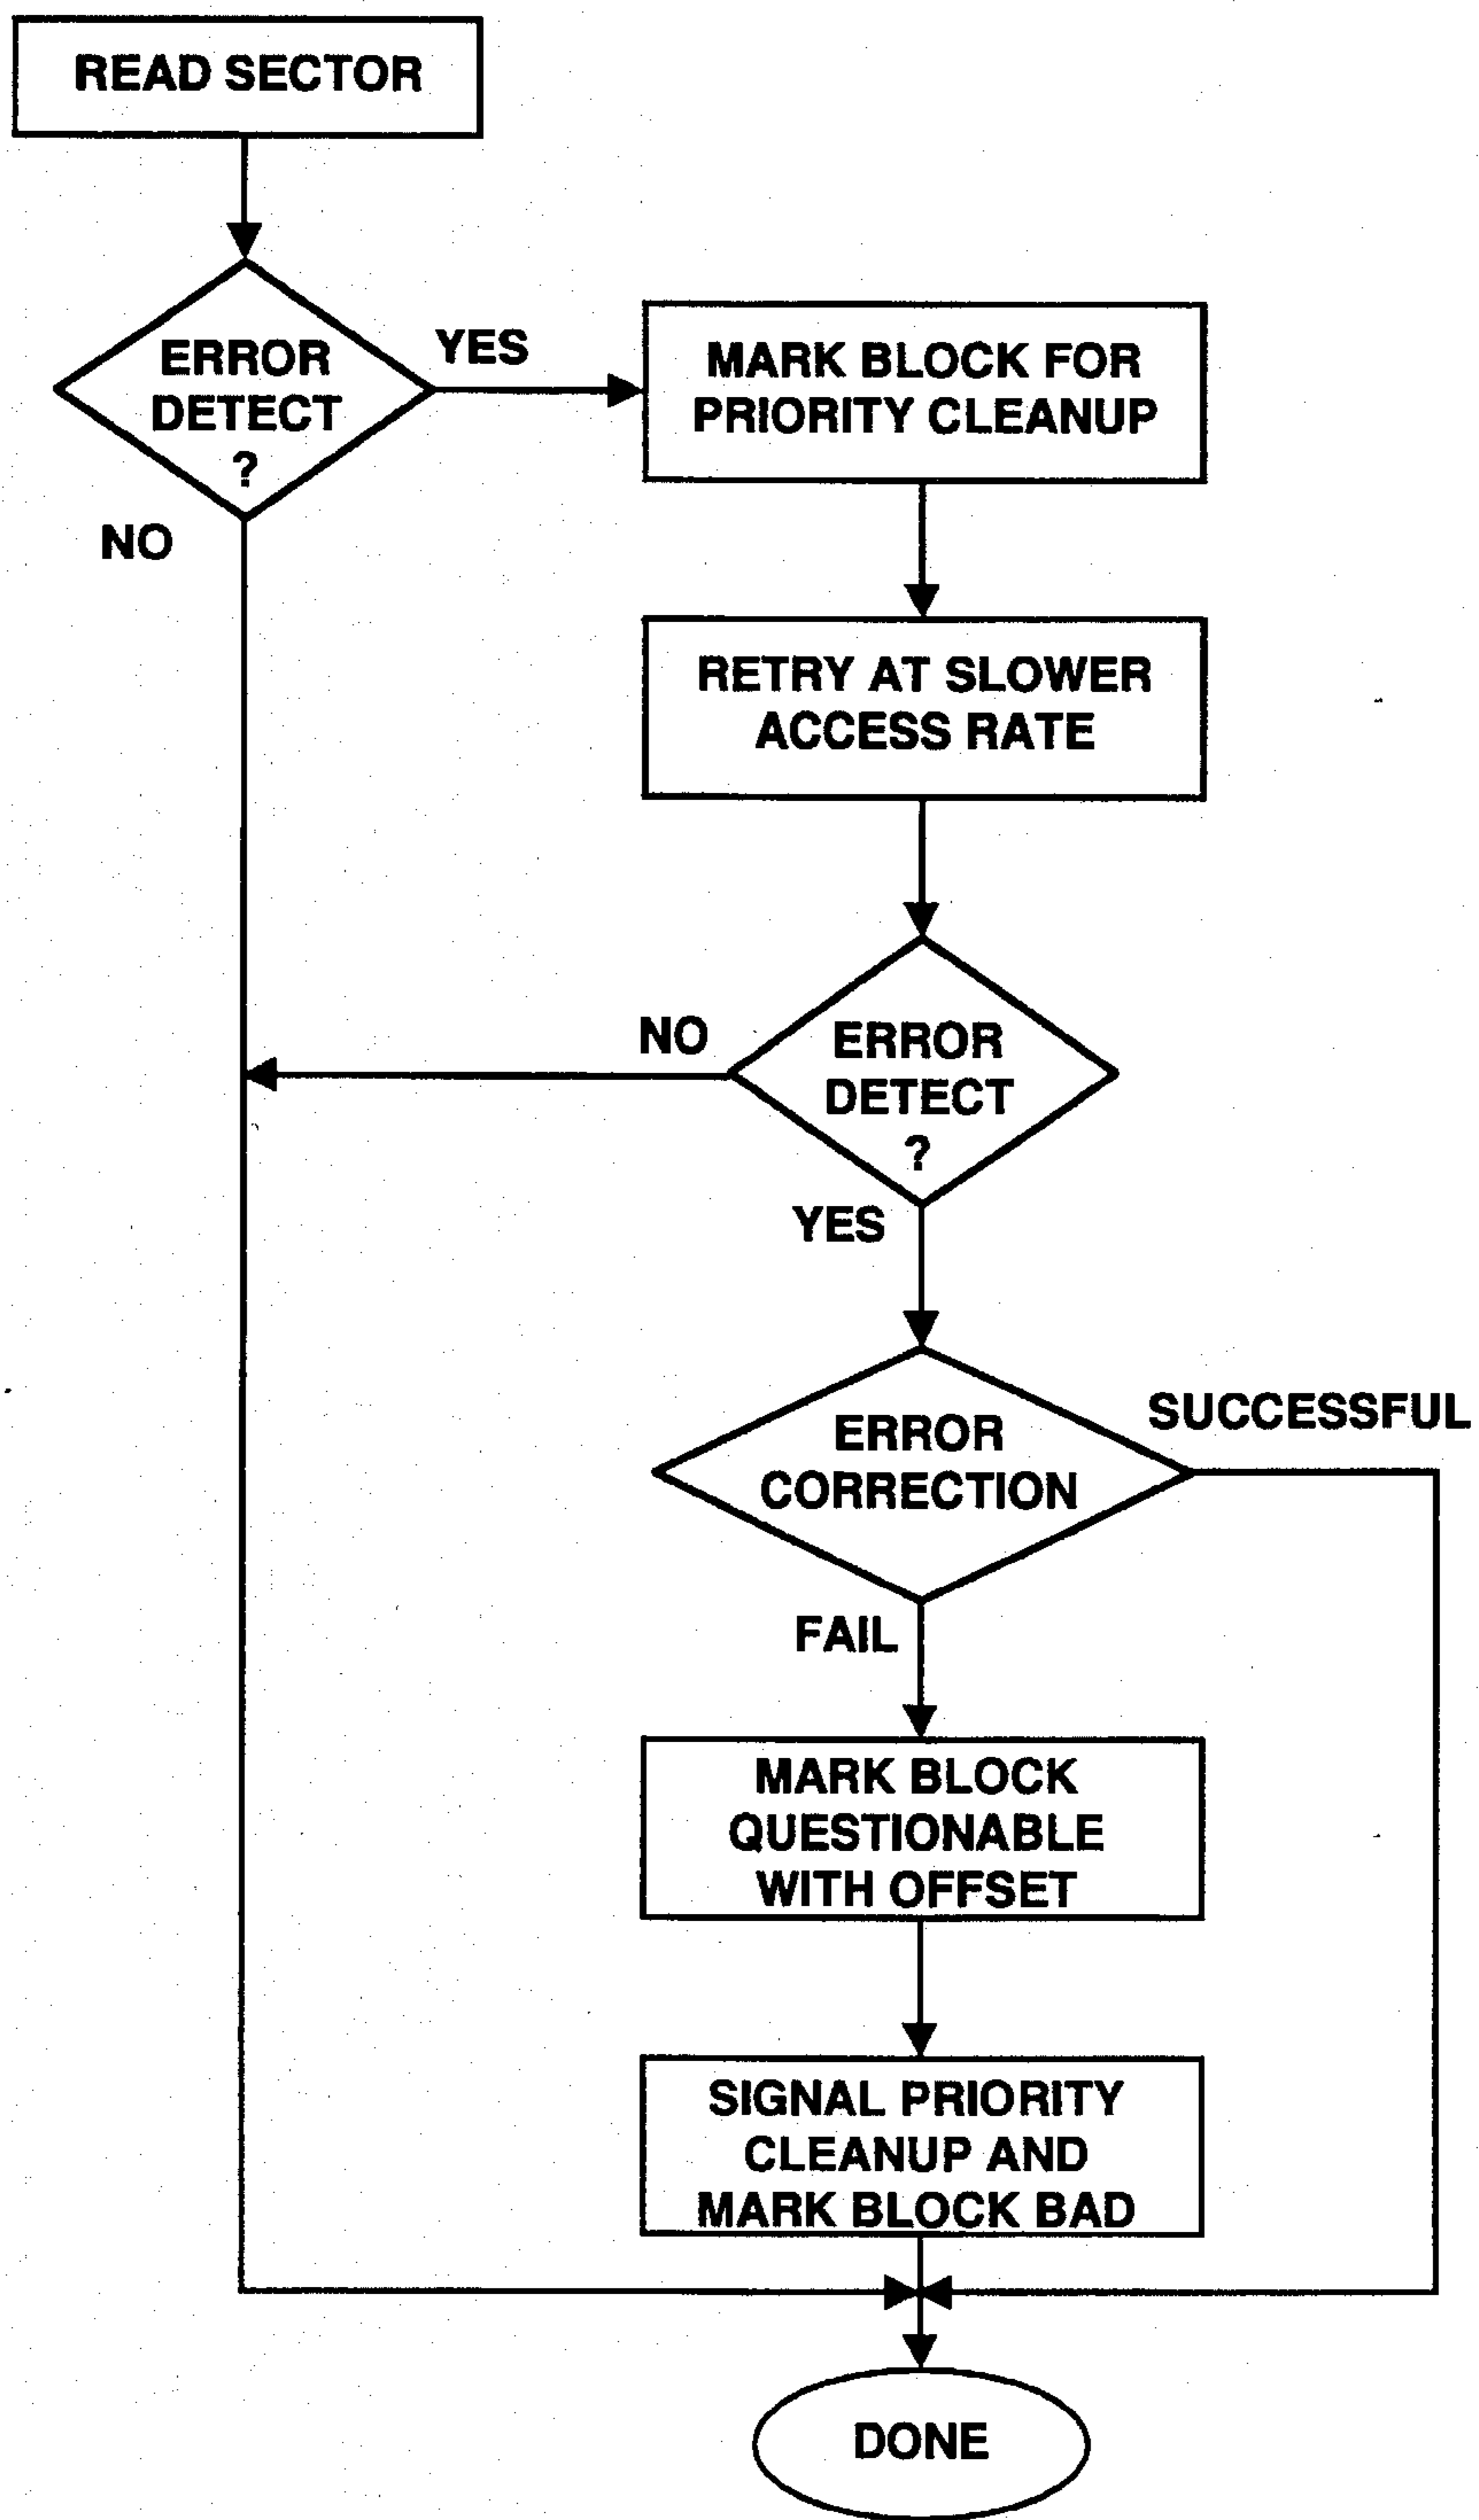 READ SECTOR
ERROR
DETECT
?
YES
NO
MARK BLOCK FOR
PRIORITY CLEANUP
RETRY AT SLOWER
ACCESS RATE
NO
ERROR
DETECT
?
YES
ERROR
CORRECTION
SUCCESSFUL
FAIL
MARK BLOCK
QUESTIONABLE
WITH OFFSET
SIGNAL PRIORITY
CLEANUP AND
MARK BLOCK BAD
DONE